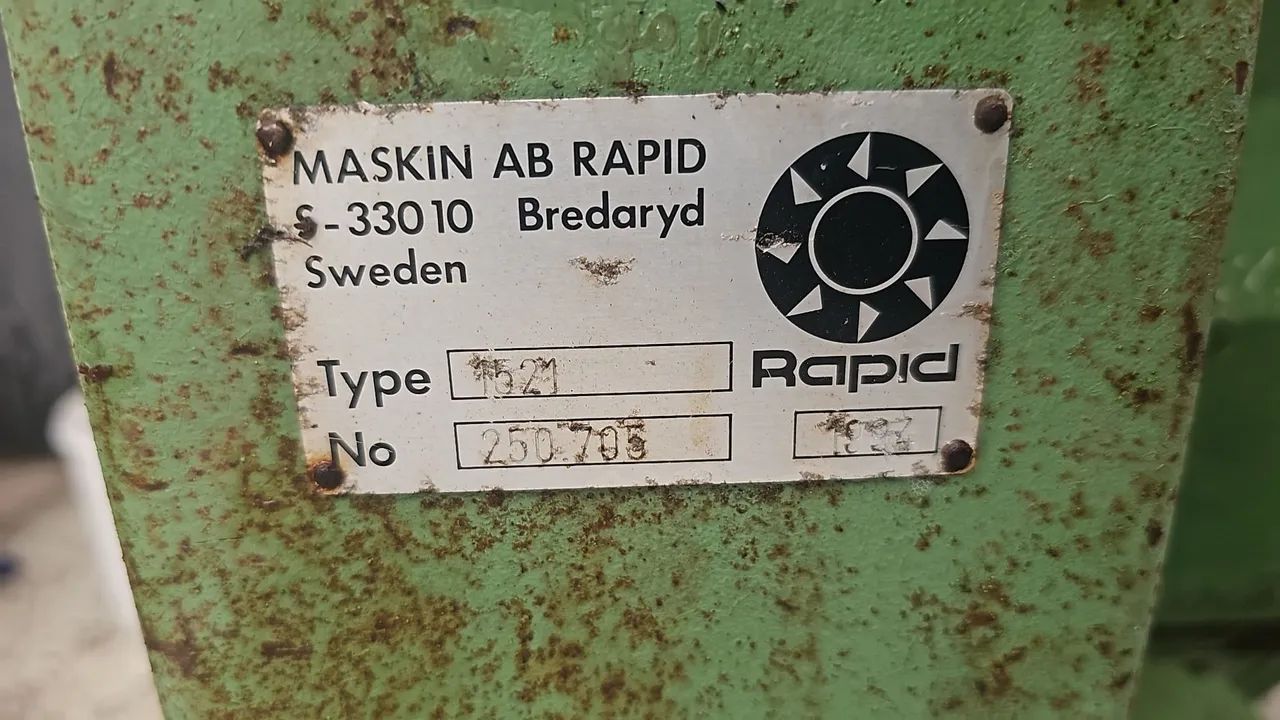 MASKIN AB RAPID
S-330 10 Bredaryd
Sweden
Type 1521
Rapid
No 250.705